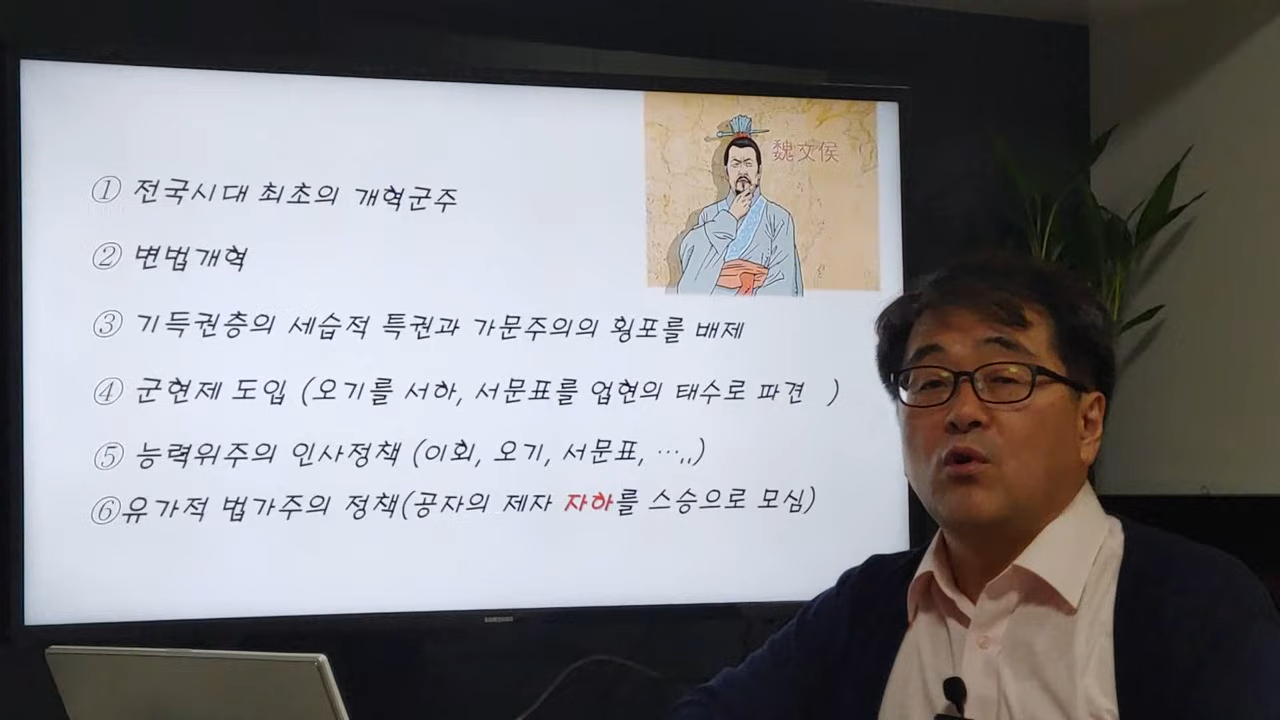 魏文侯
① 전국시대 최초의 개혁군주
② 변법개혁
③ 기득권층의 세습적 특권과 가문주의의 횡포를 배제
④ 군현제 도입 (오기를 서하, 서문표를 업현의 태수로 파견 )
⑤ 능력위주의 인사정책 (이회, 오기, 서문표, ….,)
⑥유가적 법가주의 정책(공자의 제자 자하를 스승으로 모심)
SAMSUNG